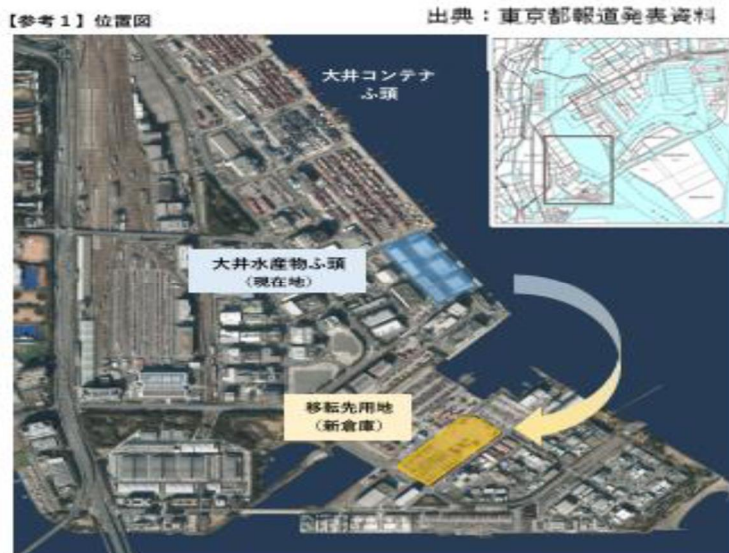 【参考１】位置図
出典：東京都報道発表資料
大井コンテナ
ふ頭
大井水産物ふ頭
（現在地）
移転先用地
（新倉庫）